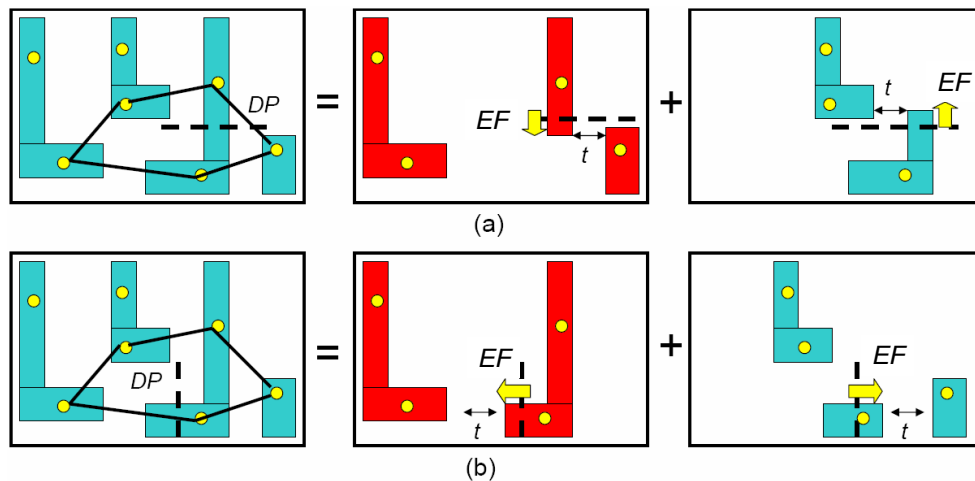 DP
=
EF
t
+
t
EF
(a)
DP
=
EF
t
+
EF
t
(b)